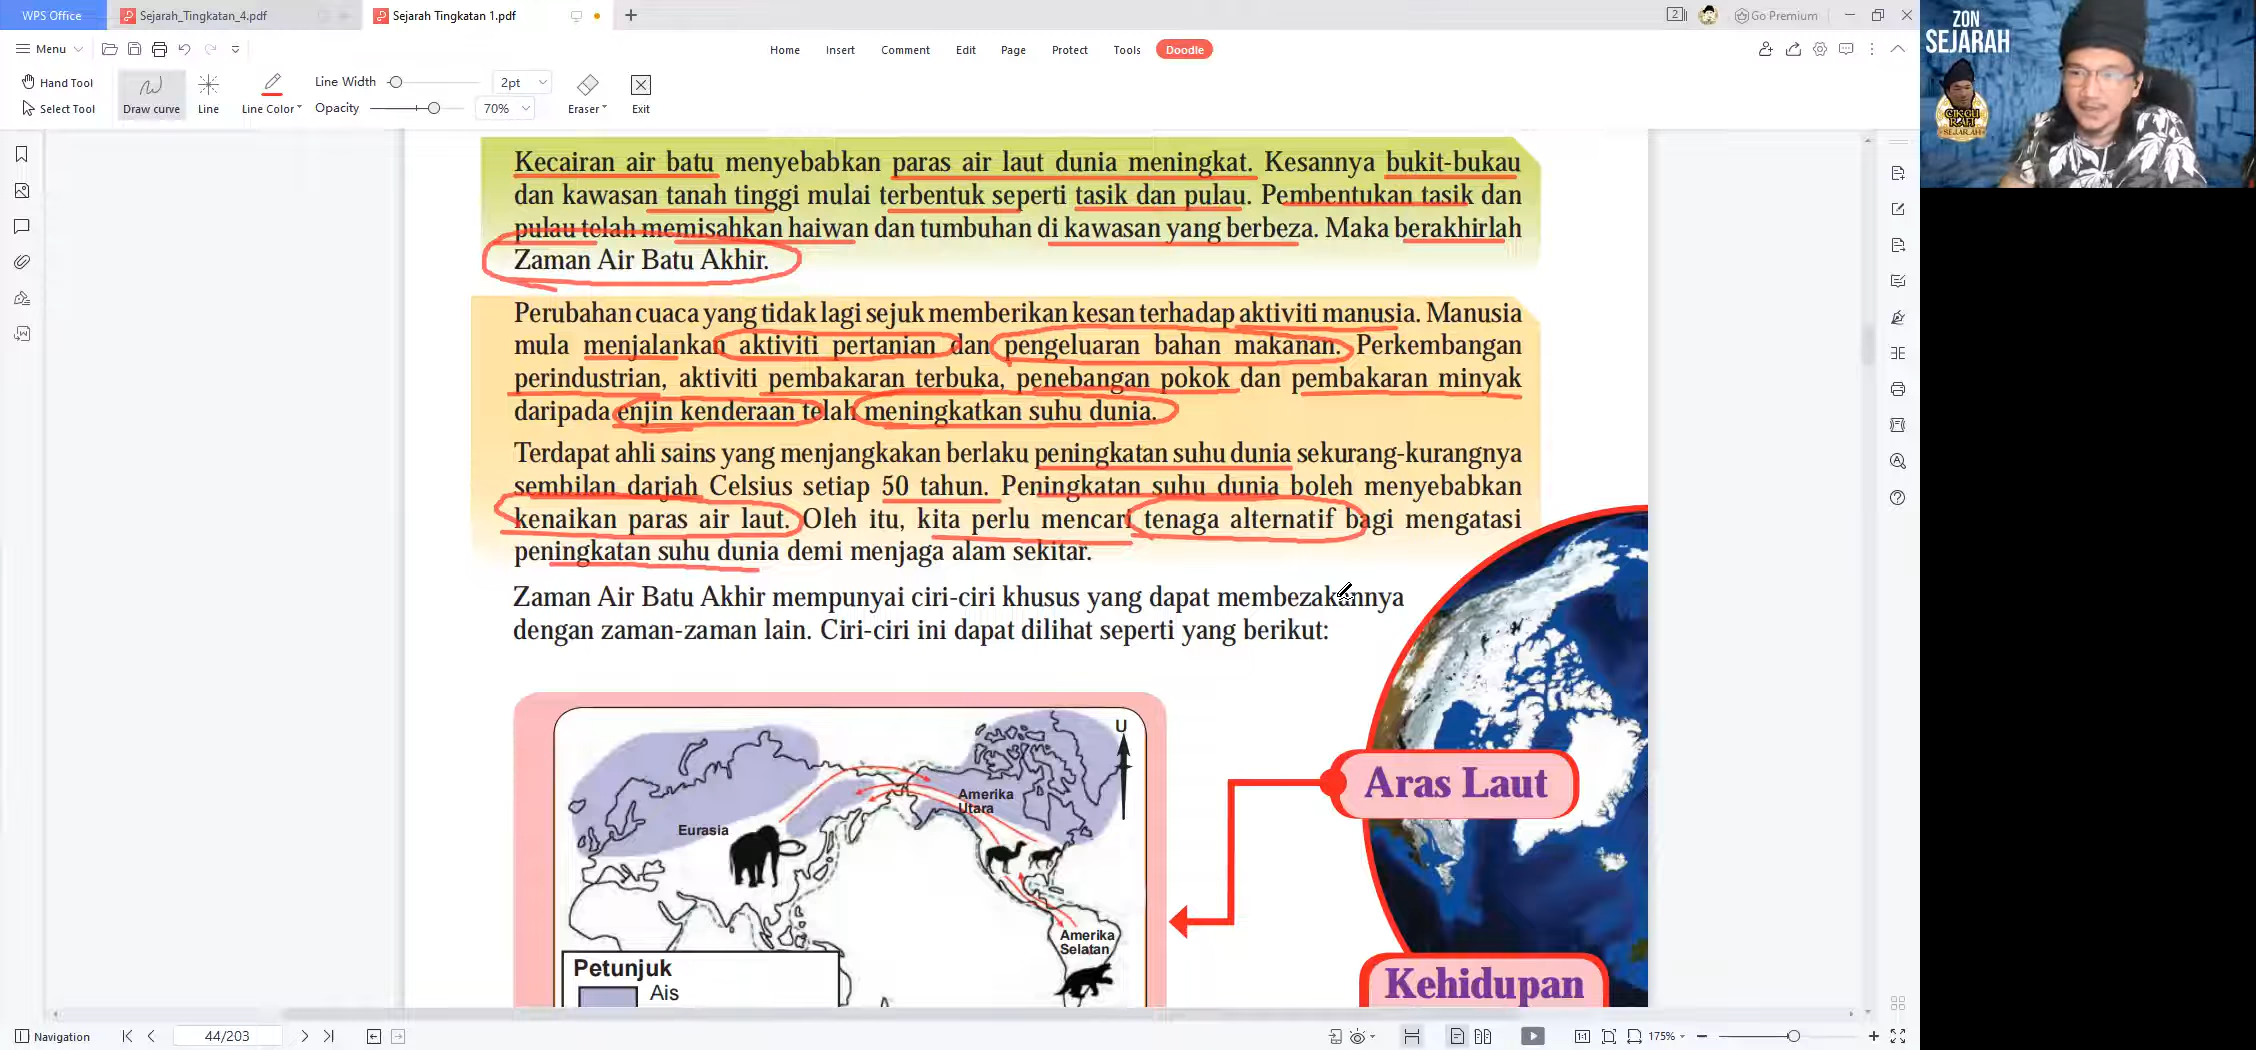 WPS Office
Sejarah_Tingkatan_4.pdf
Sejarah Tingkatan 1.pdf
2
Go Premium
Menu
Home Insert Comment Edit Page Protect Tools Doodle
Hand Tool
Select Tool
Draw curve
Line
Line Color
Line Width
2pt
Opacity
70%
Eraser
Exit
ZON
SEJARAH
CIKGU
RAFI
SEJARAH
Kecairan air batu menyebabkan paras air laut dunia meningkat. Kesannya bukit-bukau
dan kawasan tanah tinggi mulai terbentuk seperti tasik dan pulau. Pembentukan tasik dan
pulau telah memisahkan haiwan dan tumbuhan di kawasan yang berbeza. Maka berakhirlah
Zaman Air Batu Akhir.
Perubahan cuaca yang tidak lagi sejuk memberikan kesan terhadap aktiviti manusia. Manusia
mula menjalankan aktiviti pertanian dan pengeluaran bahan makanan. Perkembangan
perindustrian, aktiviti pembakaran terbuka, penebangan pokok dan pembakaran minyak
daripada enjin kenderaan telah meningkatkan suhu dunia.
Terdapat ahli sains yang menjangkakan berlaku peningkatan suhu dunia sekurang-kurangnya
sembilan darjah Celsius setiap 50 tahun. Peningkatan suhu dunia boleh menyebabkan
kenaikan paras air laut. Oleh itu, kita perlu mencari tenaga alternatif bagi mengatasi
peningkatan suhu dunia demi menjaga alam sekitar.
Zaman Air Batu Akhir mempunyai ciri-ciri khusus yang dapat membezakannya
dengan zaman-zaman lain. Ciri-ciri ini dapat dilihat seperti yang berikut:
U
Amerika
Utara
Eurasia
Amerika
Selatan
Petunjuk
Ais
Aras Laut
Kehidupan
Navigation
44/203
175%